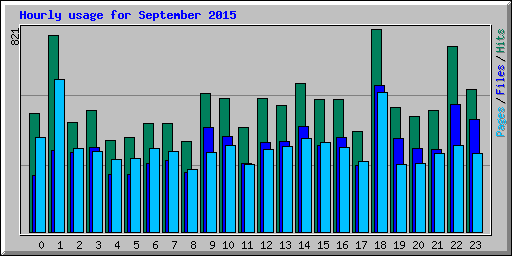 Hourly usage for September 2015
821
Pages / Files / Hits
0 1 2 3 4 5 6 7 8 9 10 11 12 13 14 15 16 17 18 19 20 21 22 23